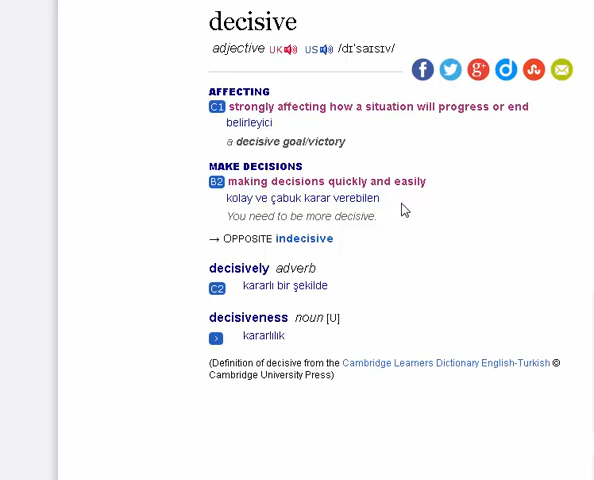 decisive
adjective UK US /dɪˈsaɪsɪv/
AFFECTING
C1 strongly affecting how a situation will progress or end
belirleyici
a decisive goal/victory
MAKE DECISIONS
B2 making decisions quickly and easily
kolay ve çabuk karar verebilen
You need to be more decisive.
→ OPPOSITE indecisive
decisively adverb
C2 kararlı bir şekilde
decisiveness noun [U]
› kararlılık
(Definition of decisive from the Cambridge Learners Dictionary English-Turkish ©
Cambridge University Press)